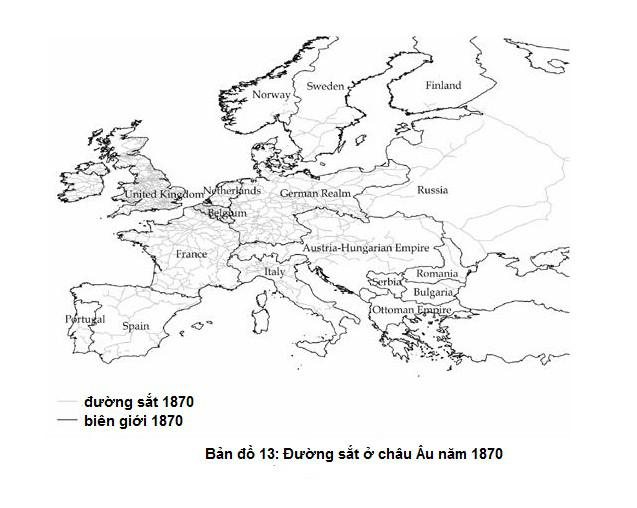 Norway
Sweden
Finland
United Kingdom
Netherlands
German Realm
Russia
Belgium
France
Austria-Hungarian Empire
Italy
Romania
Serbia
Bulgaria
Ottoman Empire
Portugal
Spain
đường sắt 1870
biên giới 1870
Bản đồ 13: Đường sắt ở châu Âu năm 1870